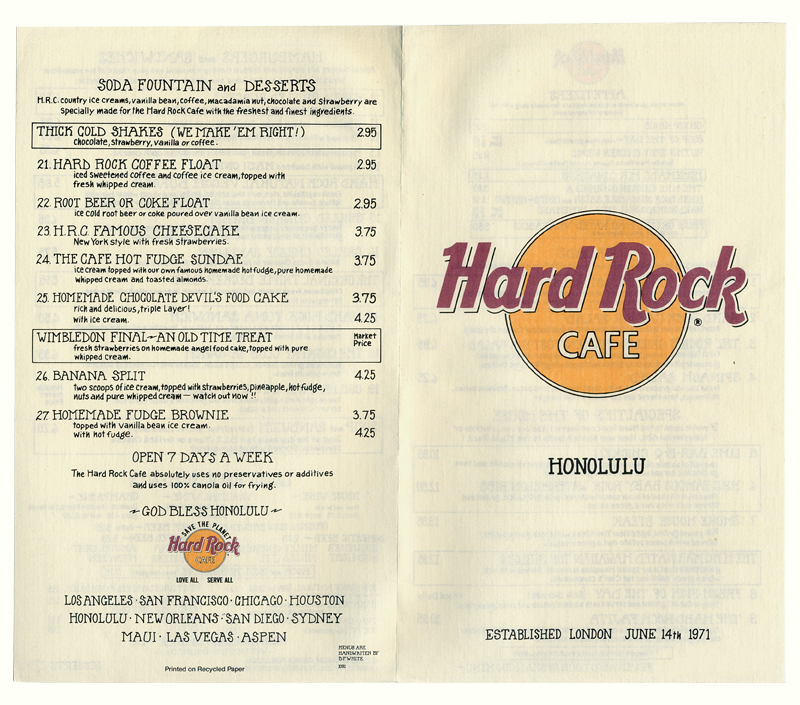 SODA FOUNTAIN and DESSERTS
H.R.C. country ice creams, vanilla bean, coffee, macadamia nut, chocolate and strawberry are
specially made for the Hard Rock Cafe with the freshest and finest ingredients.
THICK COLD SHAKES (WE MAKE 'EM RIGHT!) 2.95
chocolate, strawberry, vanilla or coffee.
21. HARD ROCK COFFEE FLOAT 2.95
iced sweetened coffee and coffee ice cream, topped with
fresh whipped cream.
22. ROOT BEER OR COKE FLOAT 2.95
ice cold root beer or coke poured over vanilla bean ice cream.
23. H.R.C. FAMOUS CHEESECAKE 3.75
New York style with fresh strawberries.
24. THE CAFE HOT FUDGE SUNDAE 3.75
ice cream topped with our own famous homemade hot fudge, pure homemade
whipped cream and toasted almonds.
25. HOMEMADE CHOCOLATE DEVIL'S FOOD CAKE 3.75
rich and delicious, triple layer!
with ice cream. 4.25
WIMBLEDON FINAL-AN OLD TIME TREAT Market Price
fresh strawberries on homemade angel food cake, topped with pure
whipped cream.
26. BANANA SPLIT 4.25
two scoops of ice cream, topped with strawberries, pineapple, hot fudge,
nuts and pure whipped cream — watch out now !!
27. HOMEMADE FUDGE BROWNIE 3.75
topped with vanilla bean ice cream.
with hot fudge. 4.25
OPEN 7 DAYS A WEEK
The Hard Rock Cafe absolutely uses no preservatives or additives
and uses 100% canola oil for frying.
~GOD BLESS HONOLULU~
SAVE THE PLANET
Hard Rock
CAFE
LOVE ALL SERVE ALL
LOS ANGELES · SAN FRANCISCO · CHICAGO · HOUSTON
HONOLULU · NEW ORLEANS · SAN DIEGO · SYDNEY
MAUI · LAS VEGAS · ASPEN
MENUS ARE
HANDWRITTEN BY
D.F. WHITE
Printed on Recycled Paper
Hard Rock
CAFE
®
HONOLULU
ESTABLISHED LONDON JUNE 14th 1971